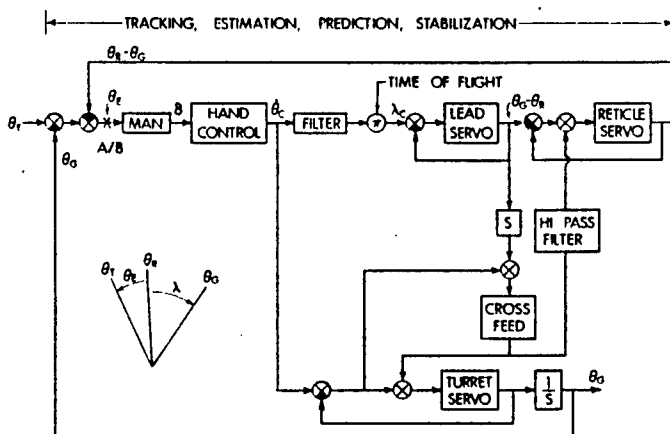 TRACKING, ESTIMATION, PREDICTION, STABILIZATION
θR-θG
TIME OF FLIGHT
θT
θE
MAN
δ
HAND CONTROL
θ̇C
FILTER
π
λC
LEAD SERVO
θG-θR
RETICLE SERVO
A/B
θG
S
HI PASS FILTER
θT
θE
θR
λ
θG
CROSS FEED
TURRET SERVO
1/S
θG